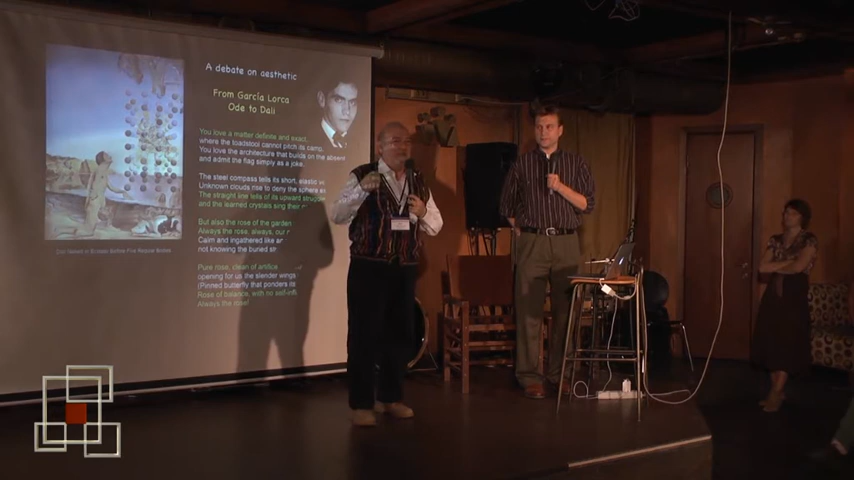 A debate on aesthetic
From García Lorca
Ode to Dali
You love a matter definite and exact,
where the toadstool cannot pitch its camp.
You love the architecture that builds on the absent
and admit the flag simply as a joke.
The steel compass tells its short, elastic
Unknown clouds rise to deny the sphere
The straight line tells of its upward
and the learned crystals sing their
But also the rose of the garden
Always the rose, always, our
Calm and ingathered like
not knowing the buried
Pure rose, clean of artifice
opening for us the slender wings
(Pinned butterfly that ponders its
Rose of balance, with no self-
Always the rose!